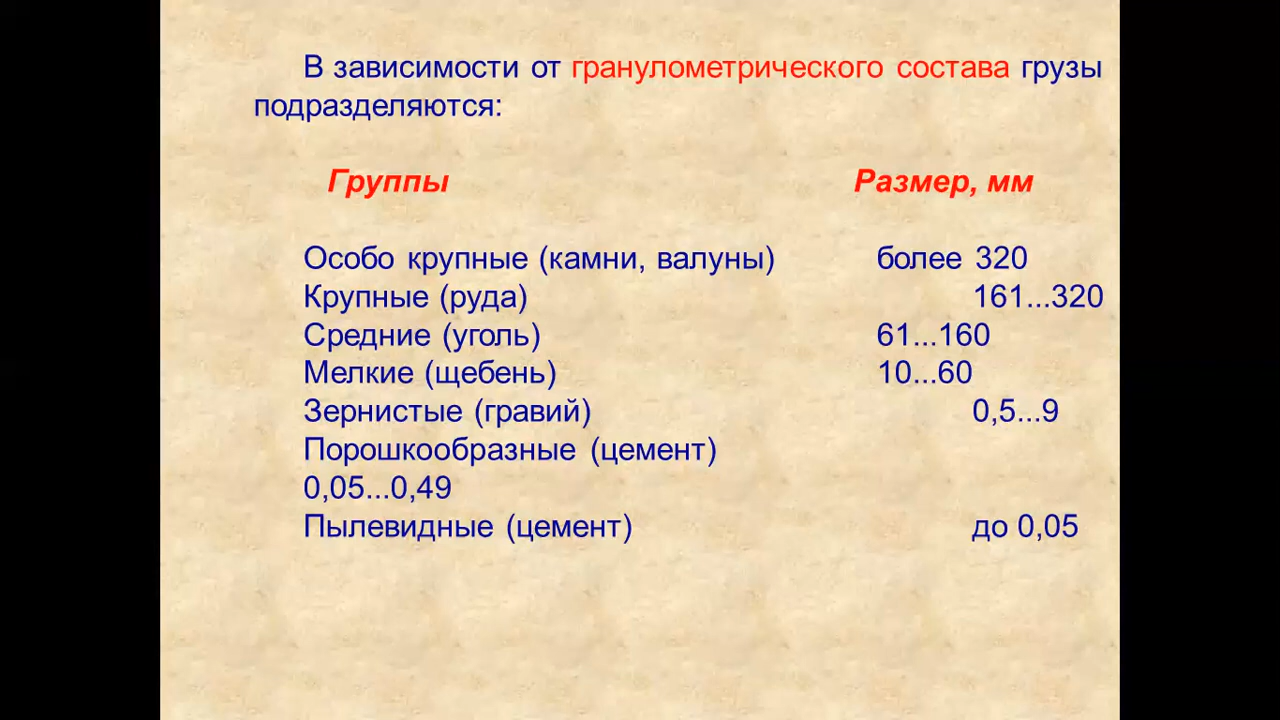 В зависимости от гранулометрического состава грузы
подразделяются:
Группы Размер, мм
Особо крупные (камни, валуны) более 320
Крупные (руда) 161...320
Средние (уголь) 61...160
Мелкие (щебень) 10...60
Зернистые (гравий) 0,5...9
Порошкообразные (цемент)
0,05...0,49
Пылевидные (цемент) до 0,05